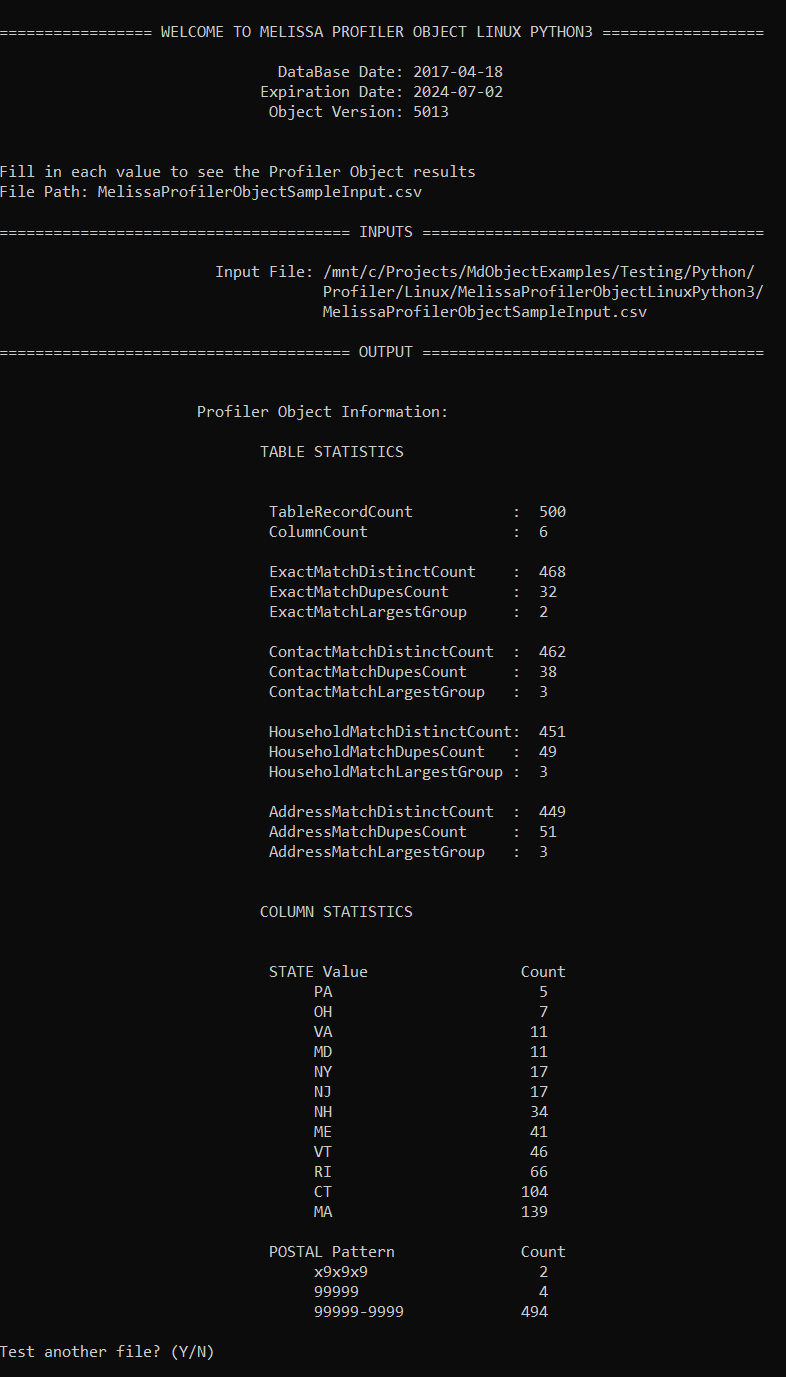 ================= WELCOME TO MELISSA PROFILER OBJECT LINUX PYTHON3 ==================
DataBase Date: 2017-04-18
Expiration Date: 2024-07-02
Object Version: 5013
Fill in each value to see the Profiler Object results
File Path: MelissaProfilerObjectSampleInput.csv
======================================= INPUTS ======================================
Input File: /mnt/c/Projects/MdObjectExamples/Testing/Python/
Profiler/Linux/MelissaProfilerObjectLinuxPython3/
MelissaProfilerObjectSampleInput.csv
======================================= OUTPUT ======================================
Profiler Object Information:
TABLE STATISTICS
TableRecordCount : 500
ColumnCount : 6
ExactMatchDistinctCount : 468
ExactMatchDupesCount : 32
ExactMatchLargestGroup : 2
ContactMatchDistinctCount : 462
ContactMatchDupesCount : 38
ContactMatchLargestGroup : 3
HouseholdMatchDistinctCount: 451
HouseholdMatchDupesCount : 49
HouseholdMatchLargestGroup : 3
AddressMatchDistinctCount : 449
AddressMatchDupesCount : 51
AddressMatchLargestGroup : 3
COLUMN STATISTICS
STATE Value Count
PA 5
OH 7
VA 11
MD 11
NY 17
NJ 17
NH 34
ME 41
VT 46
RI 66
CT 104
MA 139
POSTAL Pattern Count
x9x9x9 2
99999 4
99999-9999 494
Test another file? (Y/N)